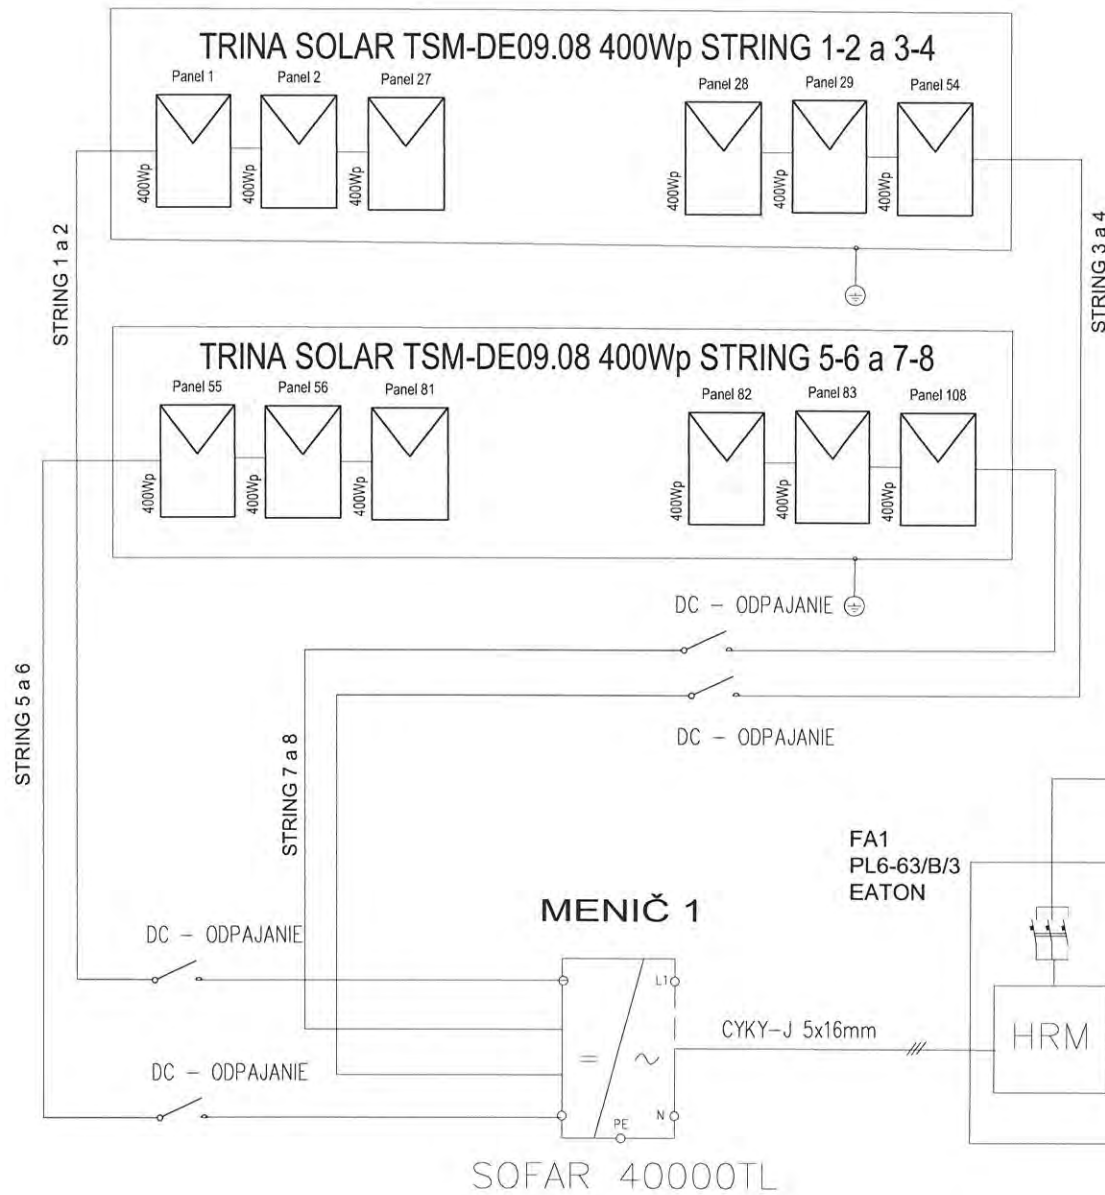 TRINA SOLAR TSM-DE09.08 400Wp STRING 1-2 a 3-4
Panel 1
Panel 2
Panel 27
Panel 28
Panel 29
Panel 54
400Wp
400Wp
400Wp
400Wp
400Wp
400Wp
STRING 1 a 2
STRING 3 a 4
TRINA SOLAR TSM-DE09.08 400Wp STRING 5-6 a 7-8
Panel 55
Panel 56
Panel 81
Panel 82
Panel 83
Panel 108
400Wp
400Wp
400Wp
400Wp
400Wp
400Wp
DC - ODPAJANIE
STRING 5 a 6
STRING 7 a 8
DC - ODPAJANIE
FA1
PL6-63/B/3
EATON
MENIČ 1
DC - ODPAJANIE
L1
CYKY-J 5x16mm
HRM
=
~
DC - ODPAJANIE
N
PE
SOFAR 40000TL